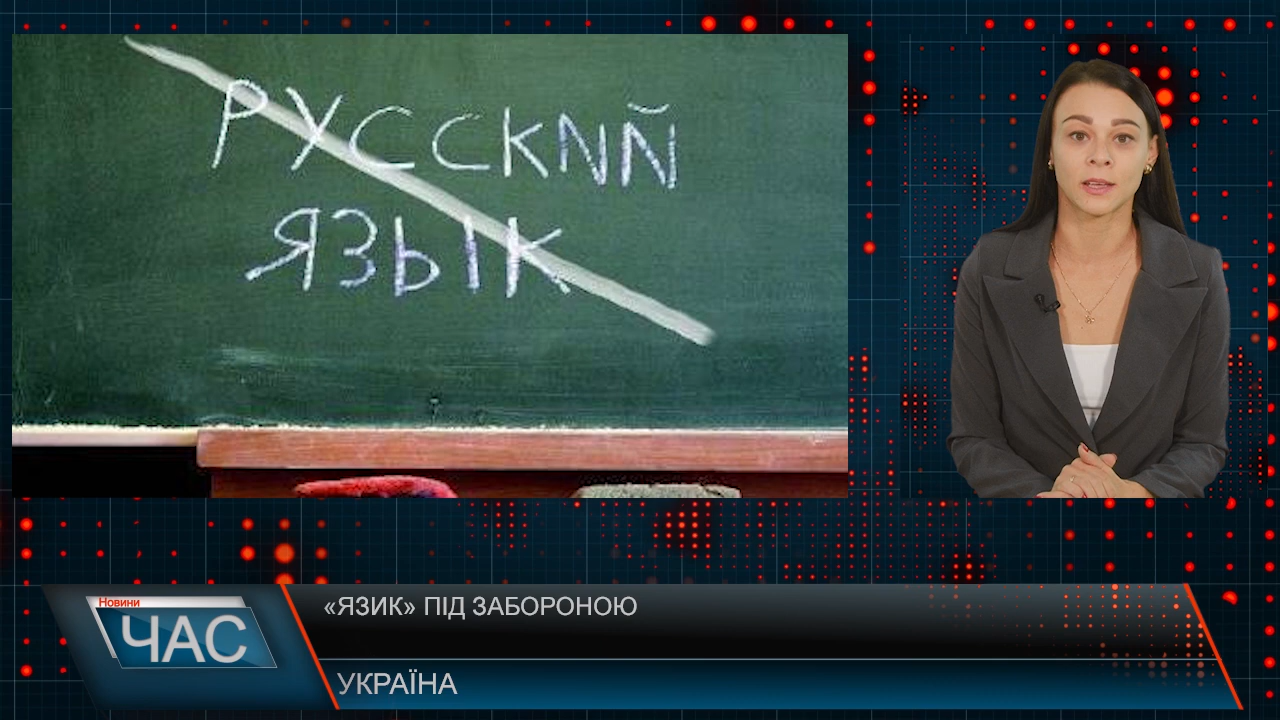 РУССКИЙ
ЯЗЫК
Новини
ЧАС
«ЯЗИК» ПІД ЗАБОРОНОЮ
УКРАЇНА